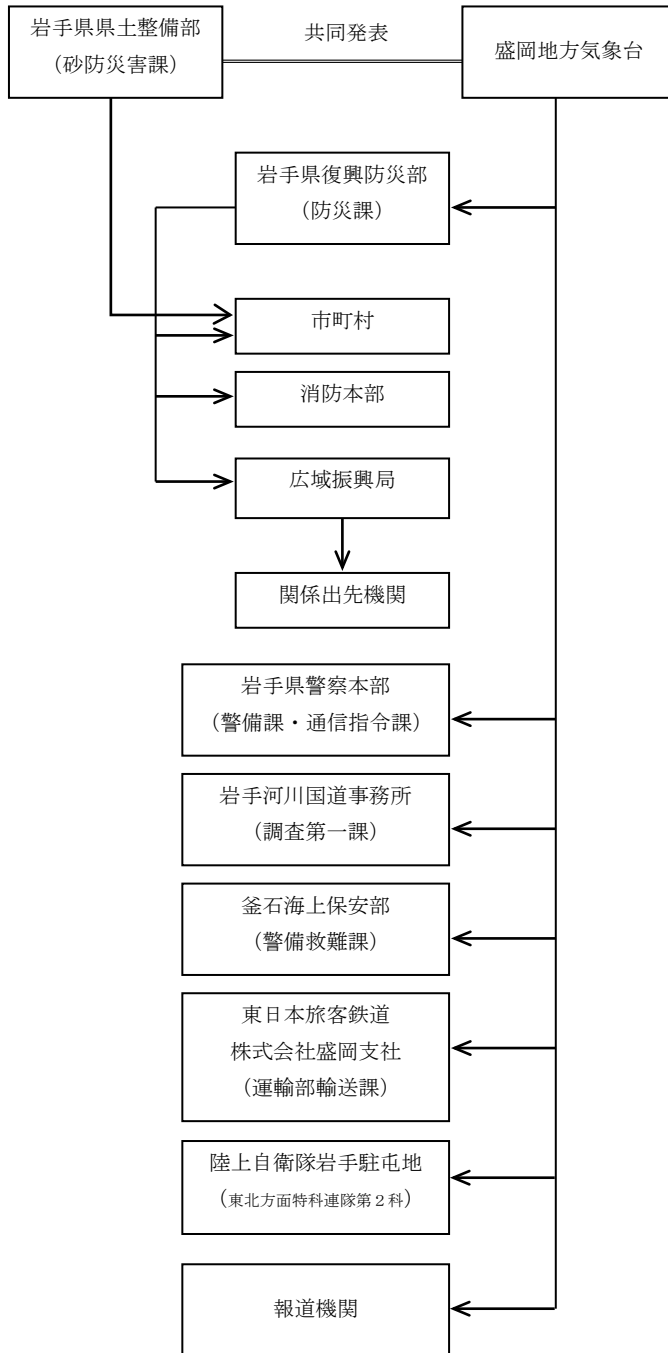 岩手県県土整備部
（砂防災害課）
共同発表
盛岡地方気象台
岩手県復興防災部
（防災課）
市町村
消防本部
広域振興局
関係出先機関
岩手県警察本部
（警備課・通信指令課）
岩手河川国道事務所
（調査第一課）
釜石海上保安部
（警備救難課）
東日本旅客鉄道
株式会社盛岡支社
（運輸部輸送課）
陸上自衛隊岩手駐屯地
（東北方面特科連隊第２科）
報道機関